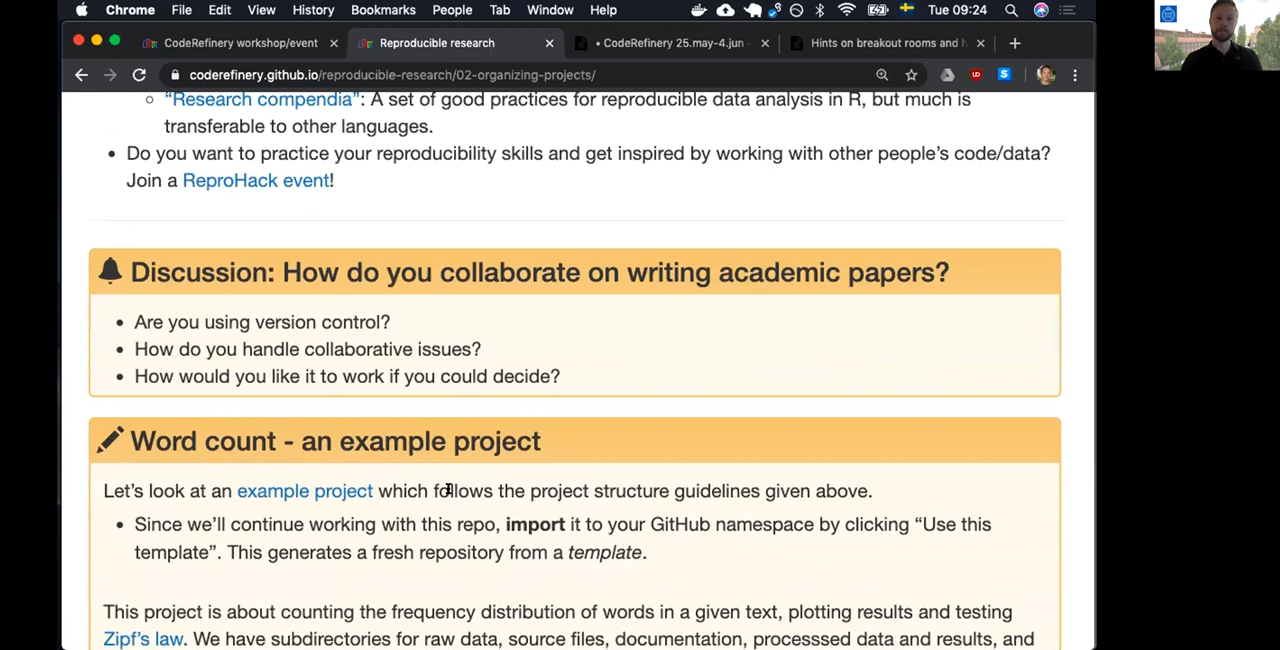 Chrome File Edit View History Bookmarks People Tab Window Help Tue 09:24
CodeRefinery workshop/event
Reproducible research
• CodeRefinery 25.may-4.jun
Hints on breakout rooms and
coderefinery.github.io/reproducible-research/02-organizing-projects/
“Research compendia”: A set of good practices for reproducible data analysis in R, but much is
transferable to other languages.
• Do you want to practice your reproducibility skills and get inspired by working with other people’s code/data?
Join a ReproHack event!
Discussion: How do you collaborate on writing academic papers?
• Are you using version control?
• How do you handle collaborative issues?
• How would you like it to work if you could decide?
Word count - an example project
Let’s look at an example project which follows the project structure guidelines given above.
• Since we’ll continue working with this repo, import it to your GitHub namespace by clicking “Use this
template”. This generates a fresh repository from a template.
This project is about counting the frequency distribution of words in a given text, plotting results and testing
Zipf’s law. We have subdirectories for raw data, source files, documentation, processsed data and results, and